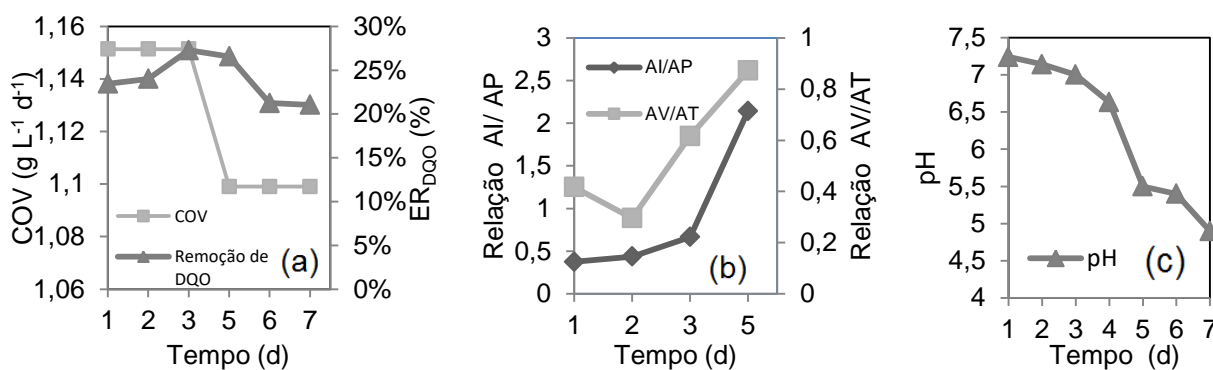 COV (g L⁻¹ d⁻¹)
1,16
1,14
1,12
1,1
1,08
1,06
30%
25%
20%
15%
10%
5%
0%
ER_DQO (%)
COV
Remoção de
DQO
(a)
1 2 3 5 6 7
Tempo (d)
Relação AI/ AP
3
2,5
2
1,5
1
0,5
0
1
0,8
0,6
0,4
0,2
0
Relação AV/AT
AI/AP
AV/AT
(b)
1 2 3 5
Tempo (d)
pH
7,5
7
6,5
6
5,5
5
4,5
4
pH
(c)
1 2 3 4 5 6 7
Tempo (d)